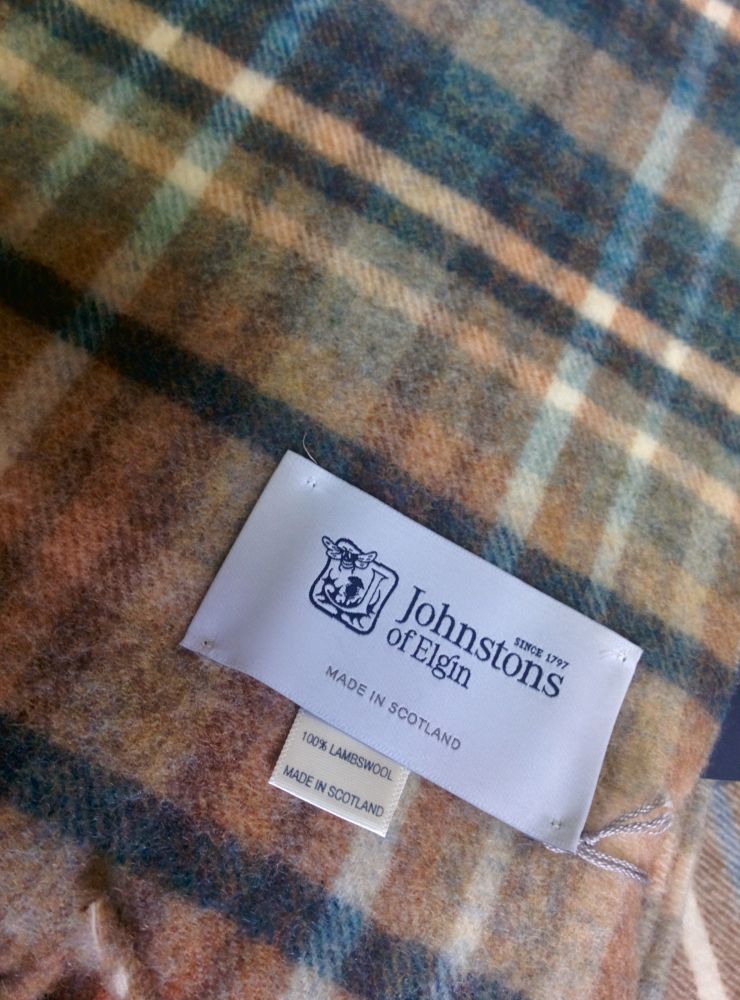 SINCE 1797
Johnstons
of Elgin
MADE IN SCOTLAND
100% LAMBSWOOL
MADE IN SCOTLAND